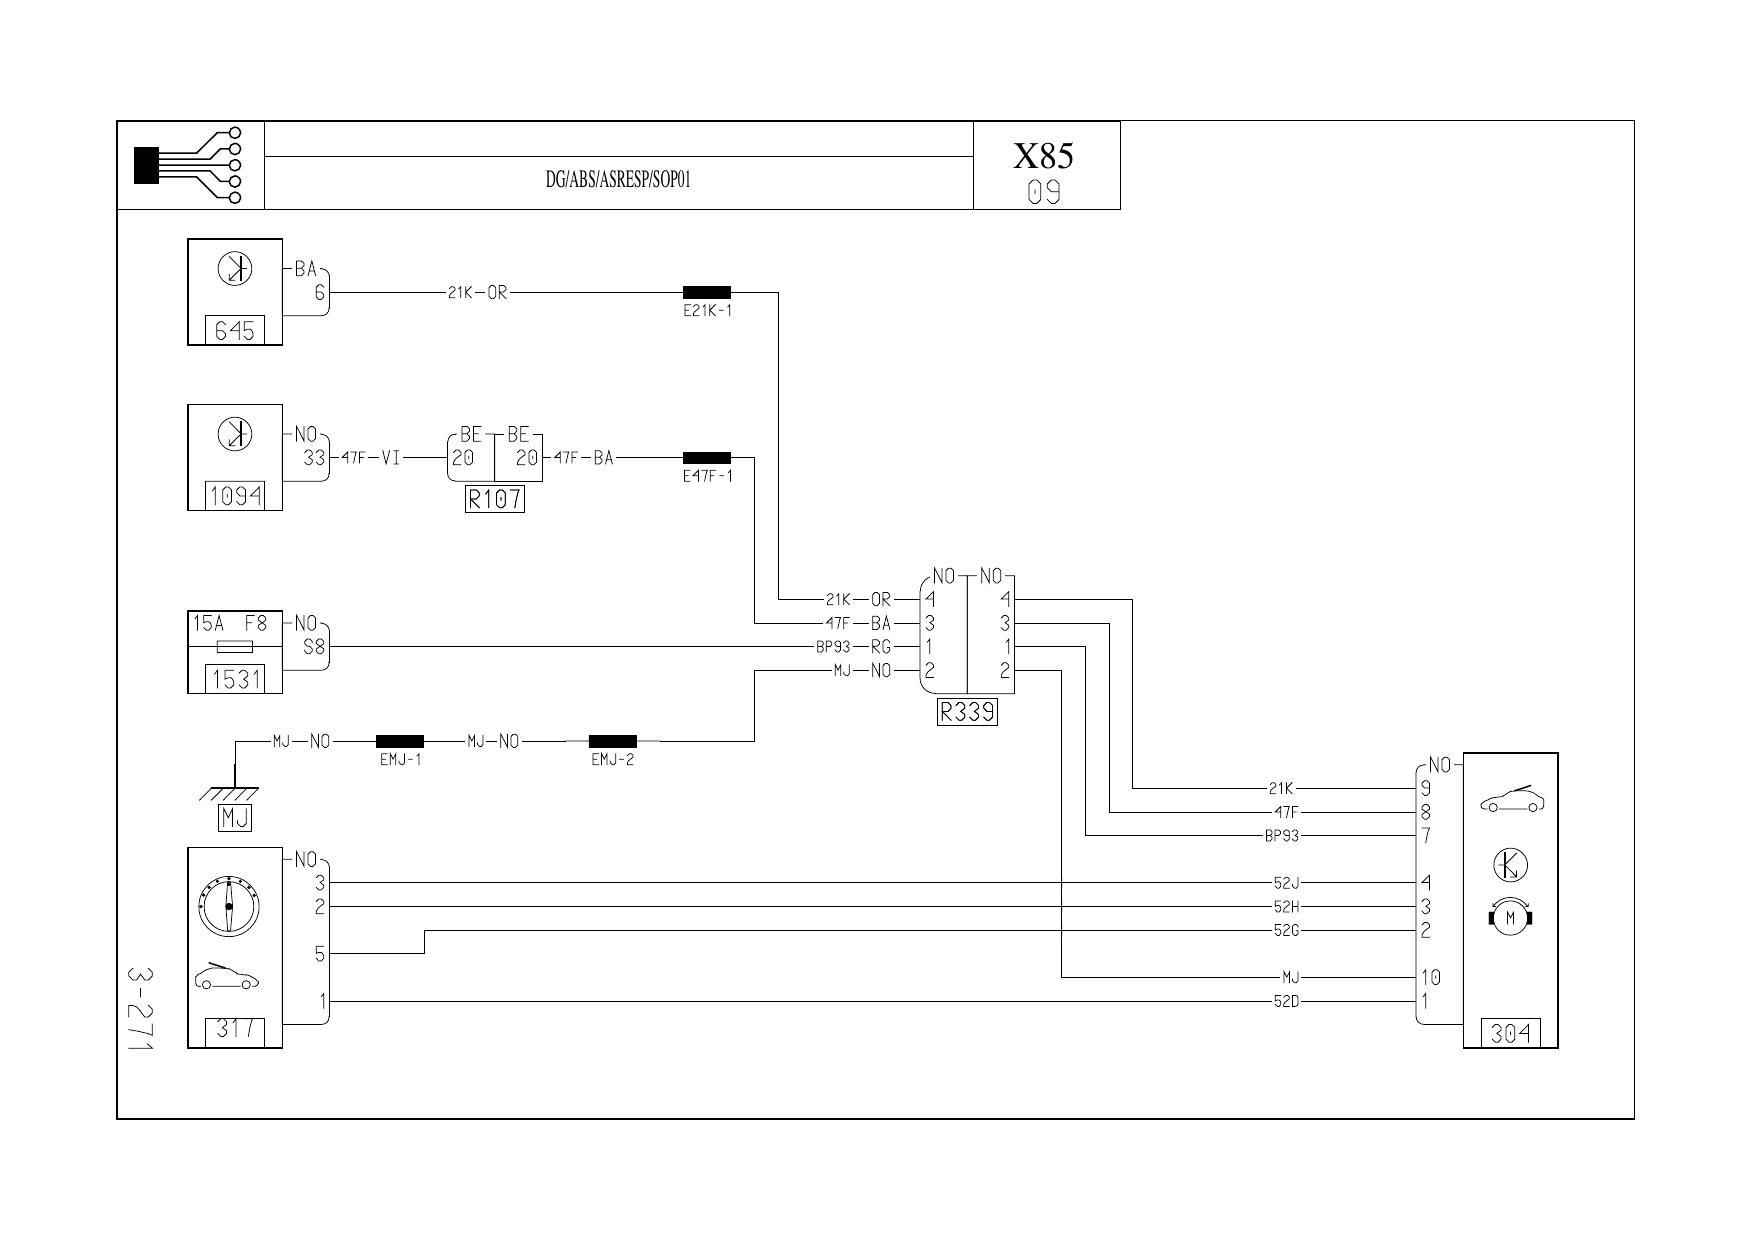 X85
DG/ABS/ASRESP/SOP01
09
BA
6
21K OR
E21K-1
645
NO
33
47F VI
BE BE
20 20
47F BA
E47F-1
1094
R107
NO NO
21K OR 4 4
47F BA 3 3
15A F8 NO
S8
BP93 RG 1 1
1531
MJ NO 2 2
R339
MJ NO
EMJ-1
MJ NO
EMJ-2
MJ
NO
21K 9
47F 8
BP93 7
NO
3 52J 4
2 52H 3
52G 2
5
MJ 10
1 52D 1
M
317
304
3-271